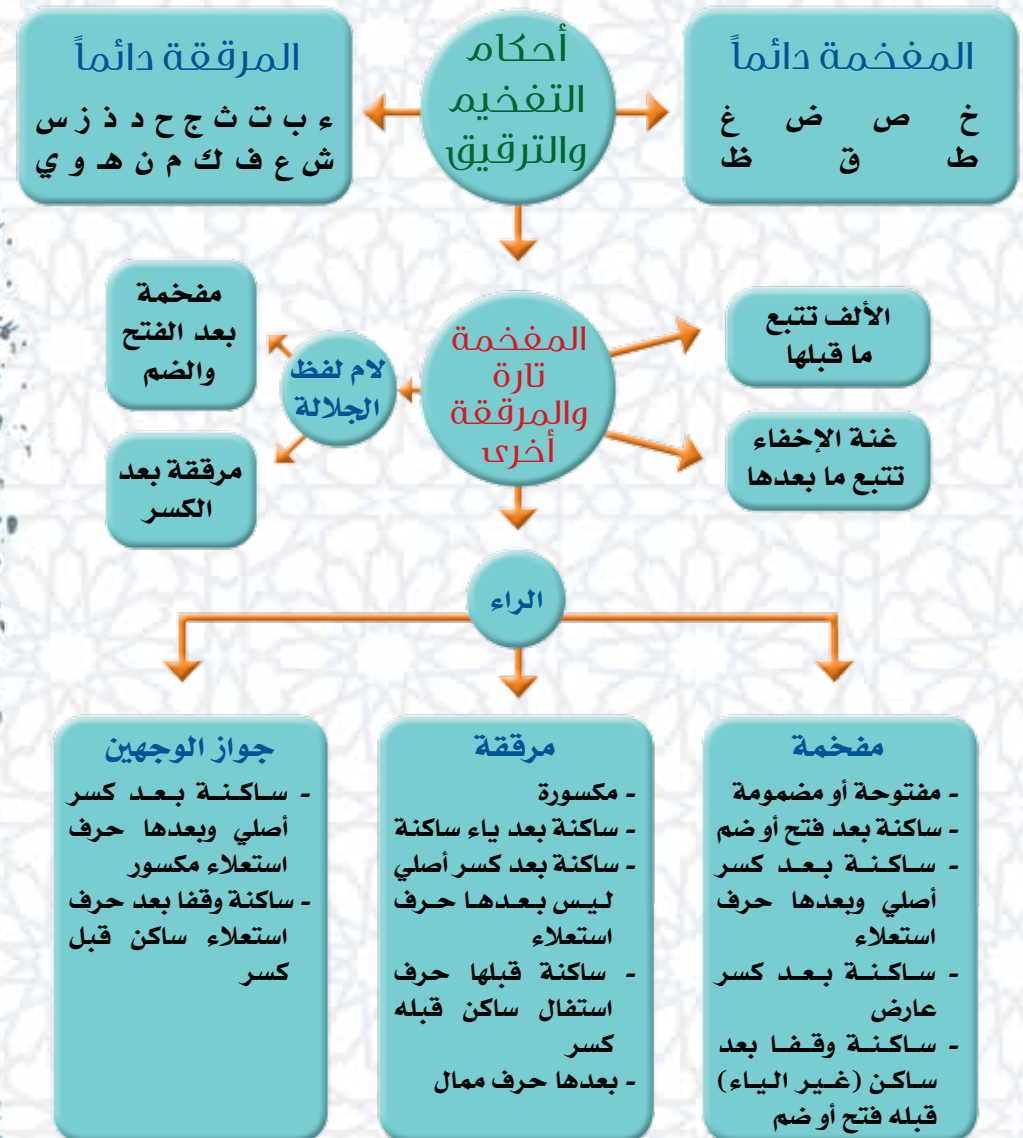 أحكام
التفخيم
والترقيق
المفخمة دائماً
خ ص ض غ
ط ق ظ
المرققة دائماً
ء ب ت ث ج ح د ذ ز س
ش ع ف ك م ن هـ و ي
المفخمة
تارة
والمرققة
أخرى
الألف تتبع
ما قبلها
غنة الإخفاء
تتبع ما بعدها
لام لفظ
الجلالة
مفخمة
بعد الفتح
والضم
مرققة بعد
الكسر
الراء
مفخمة
- مفتوحة أو مضمومة
- ساكنة بعد فتح أو ضم
- ساكنة بعد كسر
أصلي وبعدها حرف
استعلاء
- ساكنة بعد كسر
عارض
- ساكنة وقفا بعد
ساكن (غير الياء)
قبله فتح أو ضم
مرققة
- مكسورة
- ساكنة بعد ياء ساكنة
- ساكنة بعد كسر أصلي
ليس بعدها حرف
استعلاء
- ساكنة قبلها حرف
استفال ساكن قبله
كسر
- بعدها حرف ممال
جواز الوجهين
- ساكنة بعد كسر
أصلي وبعدها حرف
استعلاء مكسور
- ساكنة وقفا بعد حرف
استعلاء ساكن قبل
كسر